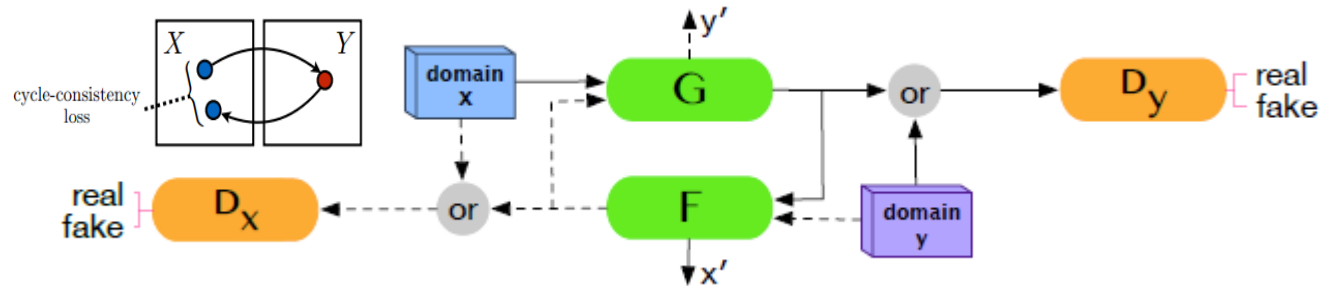 X
Y
cycle-consistency
loss
domain
x
y′
G
or
Dy
real
fake
real
fake
Dx
or
F
domain
y
x′